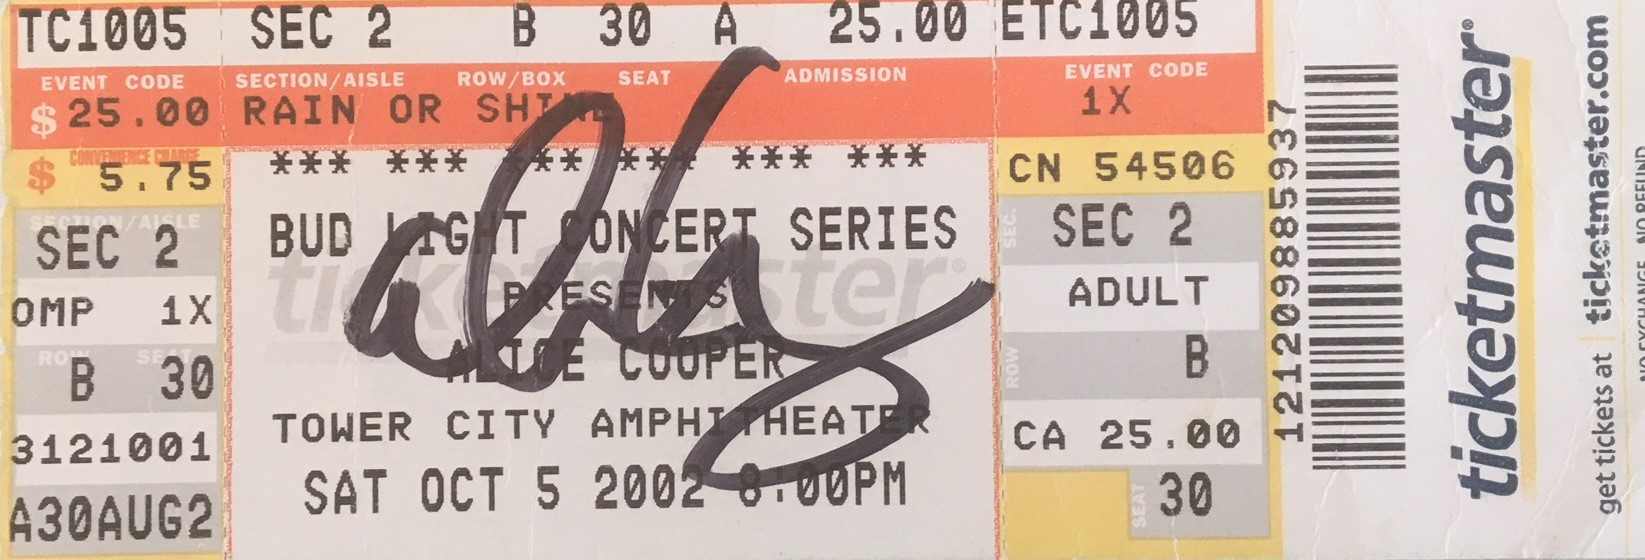 TC1005 SEC 2 B 30 A 25.00 ETC1005
EVENT CODE SECTION/AISLE ROW/BOX SEAT ADMISSION EVENT CODE
$ 25.00 RAIN OR SHINE 1X
CONVENIENCE CHARGE
$ 5.75 *** *** *** *** *** *** CN 54506
SECTION/AISLE
SEC 2
OMP 1X
ROW SEAT
B 30
3121001
A30AUG2
BUD LIGHT CONCERT SERIES
ticketmaster
PRESENTS
ALICE COOPER
TOWER CITY AMPHITHEATER
SAT OCT 5 2002 8:00PM
SEC.
SEC 2
ADULT
ROW
B
CA 25.00
SEAT
30
1212098885937
ticketmaster
get tickets at ticketmaster.com
NO EXCHANGE NO REFUND